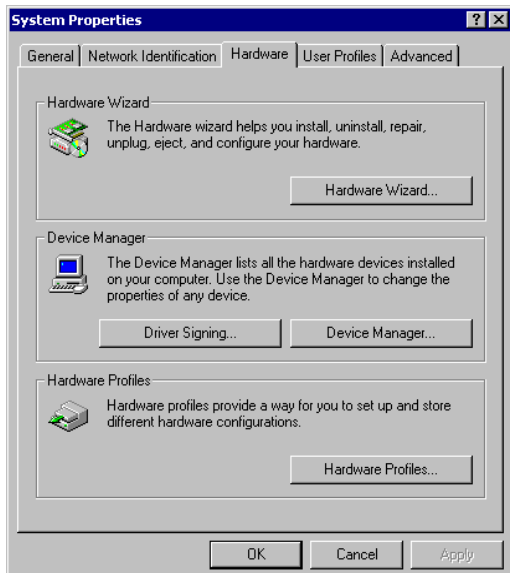 System Properties
General Network Identification Hardware User Profiles Advanced
Hardware Wizard
The Hardware wizard helps you install, uninstall, repair,
unplug, eject, and configure your hardware.
Hardware Wizard...
Device Manager
The Device Manager lists all the hardware devices installed
on your computer. Use the Device Manager to change the
properties of any device.
Driver Signing... Device Manager...
Hardware Profiles
Hardware profiles provide a way for you to set up and store
different hardware configurations.
Hardware Profiles...
OK Cancel Apply